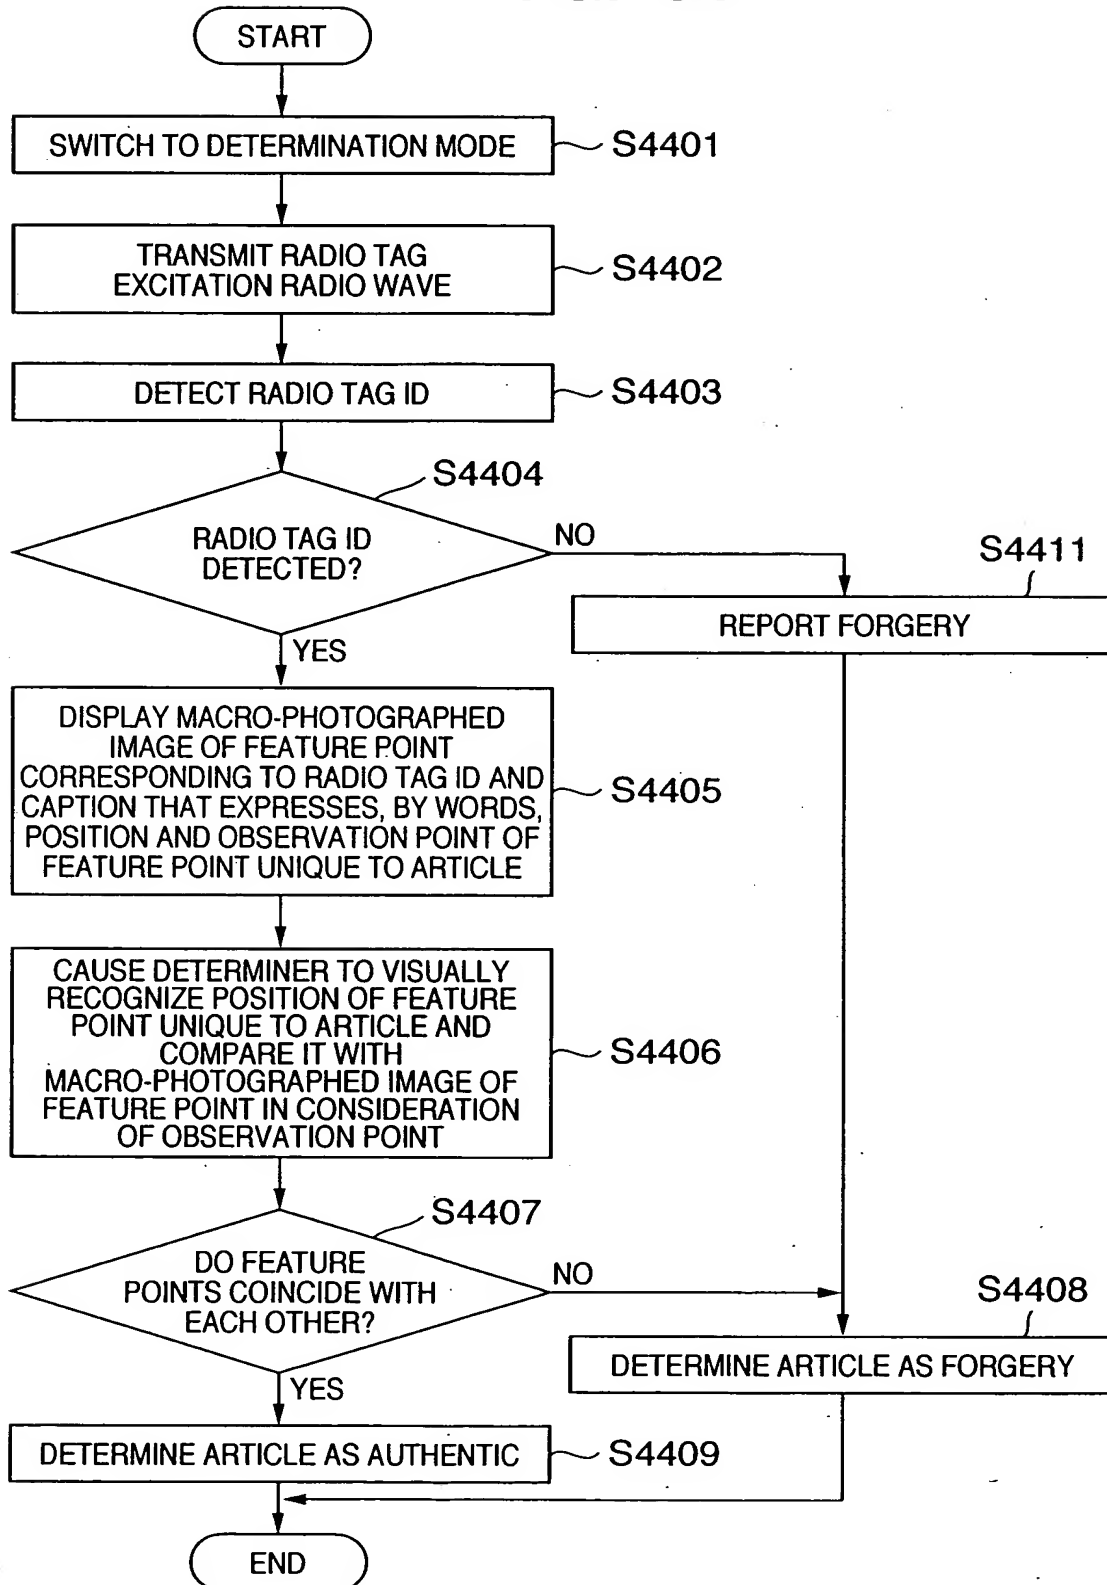 START
SWITCH TO DETERMINATION MODE
S4401
TRANSMIT RADIO TAG
EXCITATION RADIO WAVE
S4402
DETECT RADIO TAG ID
S4403
S4404
RADIO TAG ID
DETECTED?
NO
S4411
REPORT FORGERY
YES
DISPLAY MACRO-PHOTOGRAPHED
IMAGE OF FEATURE POINT
CORRESPONDING TO RADIO TAG ID AND
CAPTION THAT EXPRESSES, BY WORDS,
POSITION AND OBSERVATION POINT OF
FEATURE POINT UNIQUE TO ARTICLE
S4405
CAUSE DETERMINER TO VISUALLY
RECOGNIZE POSITION OF FEATURE
POINT UNIQUE TO ARTICLE AND
COMPARE IT WITH
MACRO-PHOTOGRAPHED IMAGE OF
FEATURE POINT IN CONSIDERATION
OF OBSERVATION POINT
S4406
S4407
DO FEATURE
POINTS COINCIDE WITH
EACH OTHER?
NO
S4408
DETERMINE ARTICLE AS FORGERY
YES
DETERMINE ARTICLE AS AUTHENTIC
S4409
END